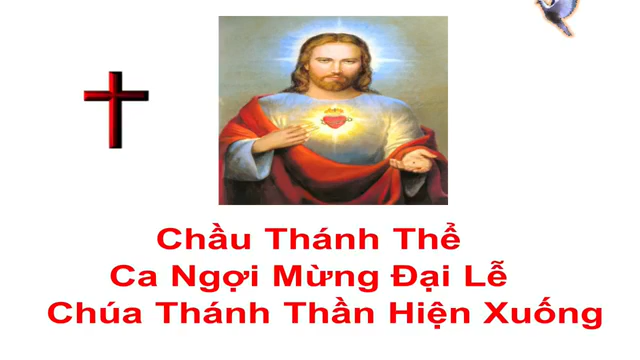 Chầu Thánh Thể
Ca Ngợi Mừng Đại Lễ
Chúa Thánh Thần Hiện Xuống